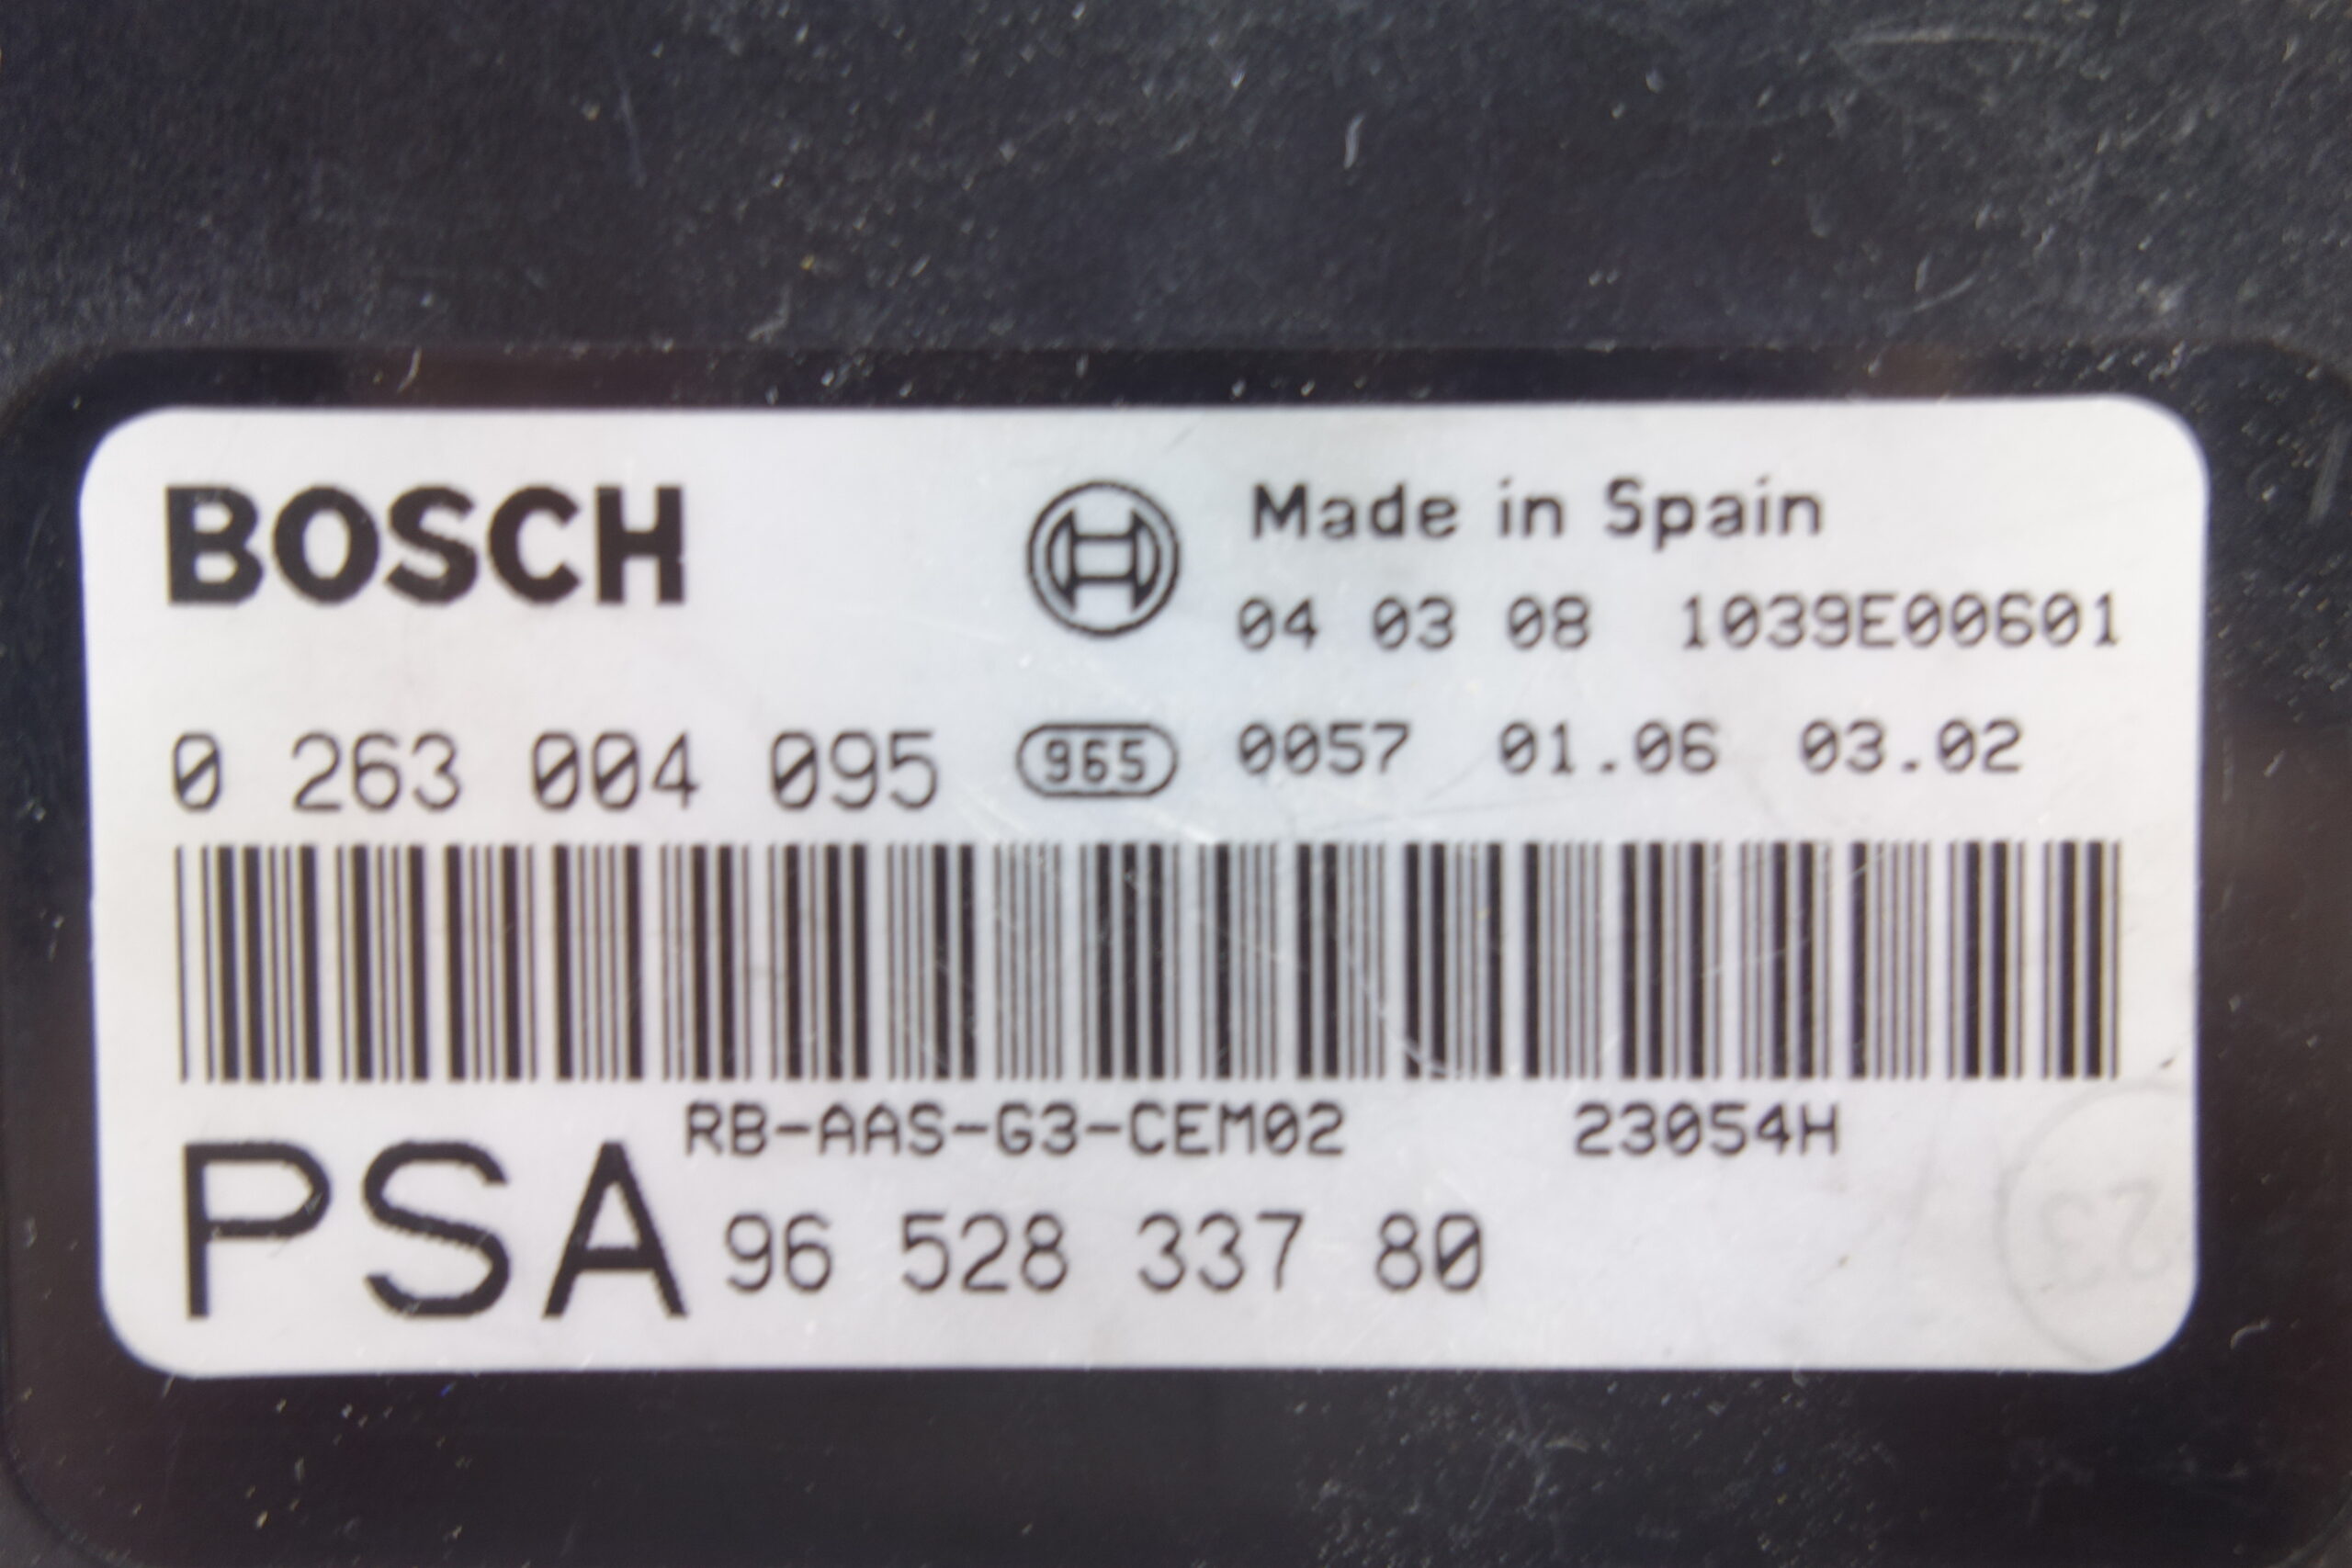 BOSCH
Made in Spain
04 03 08 1039E00601
0 263 004 095 965 0057 01.06 03.02
RB-AAS-G3-CEM02 23054H
PSA 96 528 337 80
23